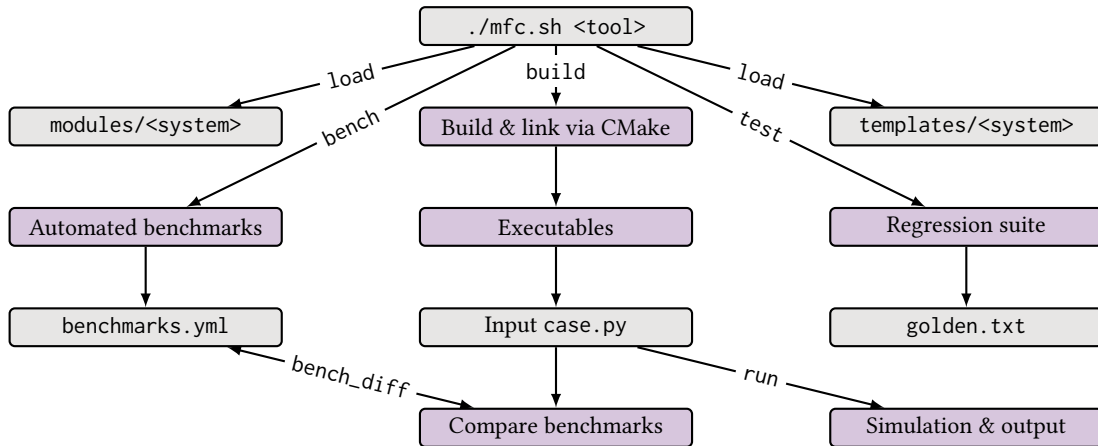 ./mfc.sh <tool>
load
build
load
modules/<system>
Build & link via CMake
templates/<system>
bench
test
Automated benchmarks
Executables
Regression suite
benchmarks.yml
Input case.py
golden.txt
bench_diff
run
Compare benchmarks
Simulation & output